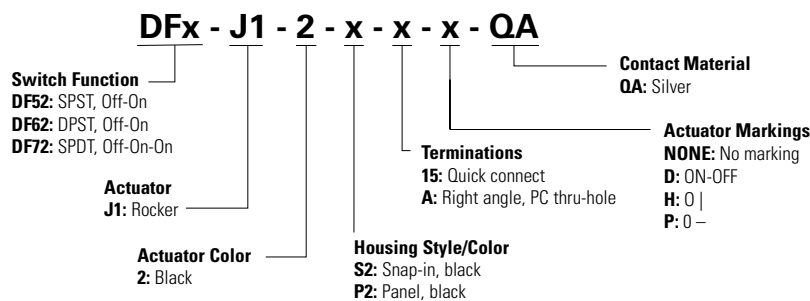 DFx - J1 - 2 - x - x - x - QA
Switch Function
DF52: SPST, Off-On
DF62: DPST, Off-On
DF72: SPDT, Off-On-On
Actuator
J1: Rocker
Actuator Color
2: Black
Housing Style/Color
S2: Snap-in, black
P2: Panel, black
Terminations
15: Quick connect
A: Right angle, PC thru-hole
Contact Material
QA: Silver
Actuator Markings
NONE: No marking
D: ON-OFF
H: O |
P: 0 –